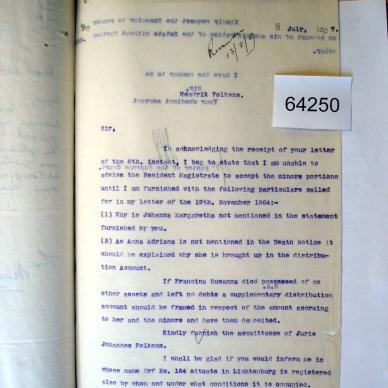 15 July, 1907.
64250
Hendrik Folkens.
Sir,
In acknowledging the receipt of your letter
of the 8th. instant, I beg to state that I am unable to
advise the Resident Magistrate to accept the minors portions
until I am furnished with the following particulars called
for in my letter of the 19th. November 1904:-
(1) Why is Johanna Margaretha not mentioned in the statement
furnished by you.
(2) As Anna Adriana is not mentioned in the Death Notice it
should be explained why she is brought up in the distribu-
tion Account.
If Francina Susanna died possessed of no
other assets and left no debts a supplementary distribution
account should be framed in respect of the amount accruing
to her and the minors and have them debited.
Kindly furnish the acquittance of Jurie
Johannes Folkens.
I shall be glad if you would inform me in
whose name Erf No. 164 situate in Lichtenburg is registered
also by whom and under what conditions it is occupied.